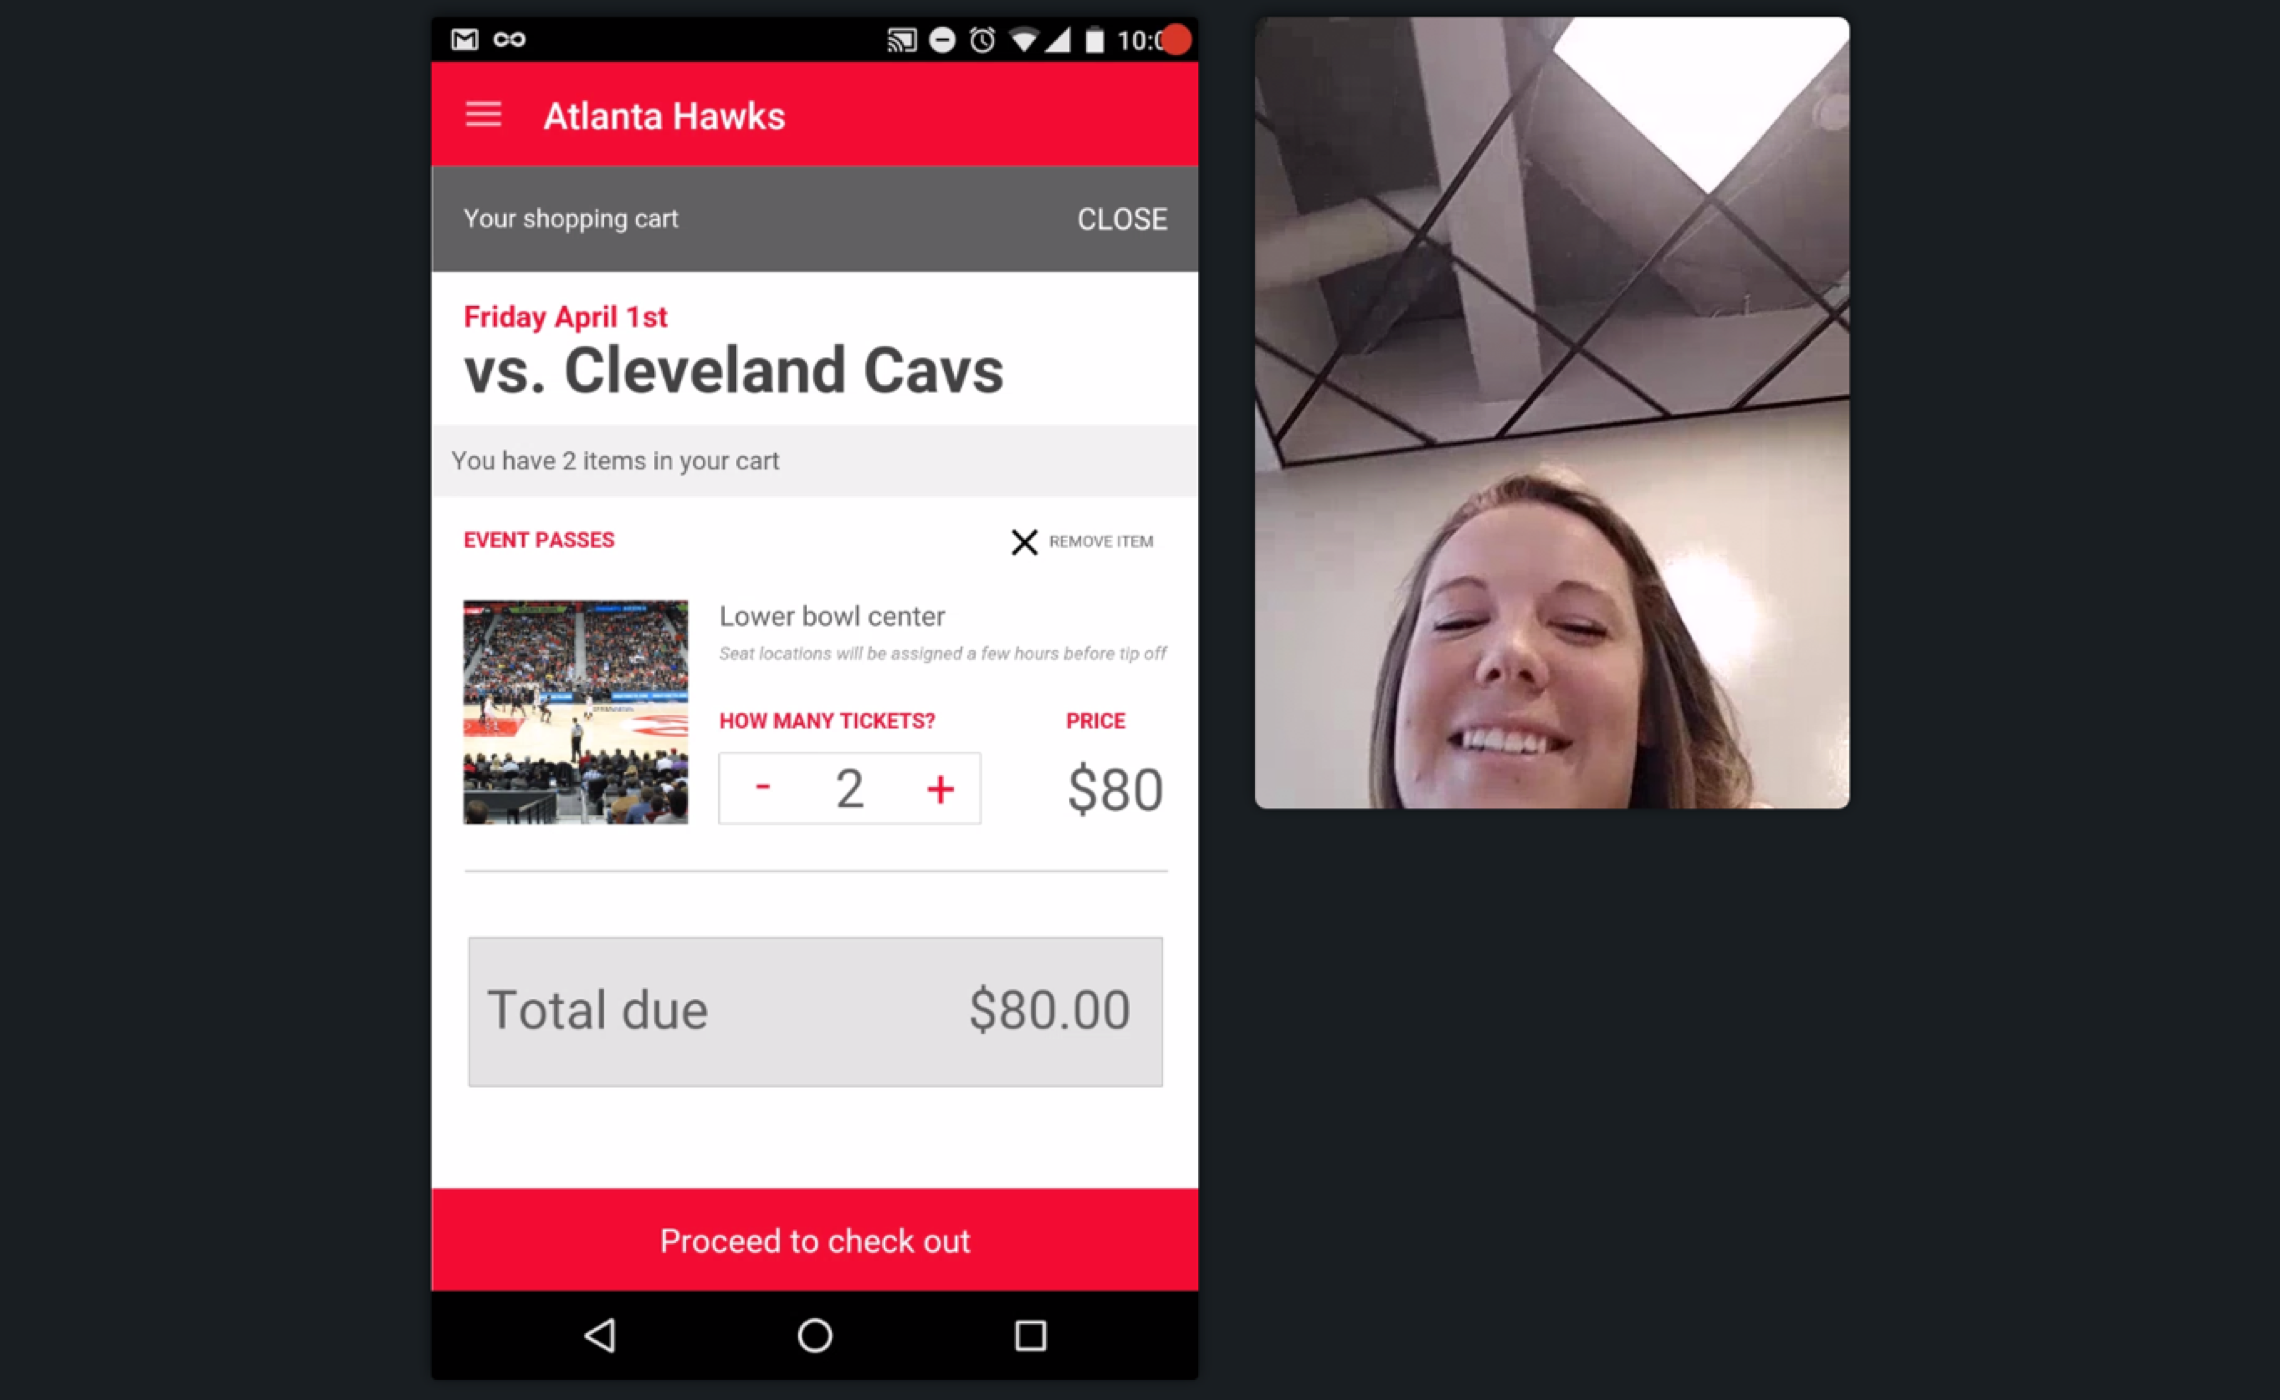 Atlanta Hawks
Your shopping cart CLOSE
Friday April 1st
vs. Cleveland Cavs
You have 2 items in your cart
EVENT PASSES REMOVE ITEM
Lower bowl center
Seat locations will be assigned a few hours before tip off
HOW MANY TICKETS? PRICE
- 2 + $80
Total due $80.00
Proceed to check out